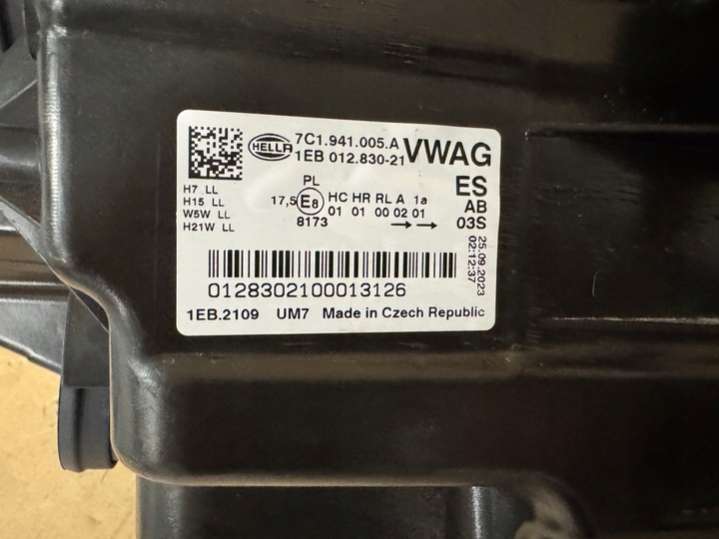 HELLA
7C1.941.005.A
1EB 012.830-21
VWAG
ES
AB
03S
25.09.2023
02:12:37
H7 LL
H15 LL
W5W LL
H21W LL
PL
17,5 E8 HC HR RL A 1a
01 01 00 02 01
8173 → →
0128302100013126
1EB.2109 UM7 Made in Czech Republic